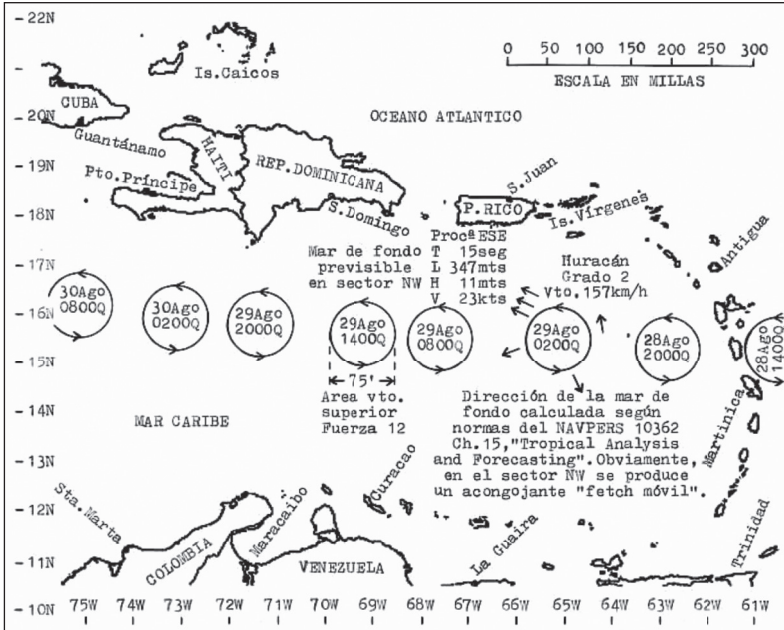 - 22N
0 50 100 150 200 250 300
ESCALA EN MILLAS
Is.Caicos
CUBA
- 20N
OCEANO ATLANTICO
Guantánamo
HAITI
REP.DOMINICANA
- 19N
Pto.Príncipe
S.Juan
- 18N
S.Domingo
P.RICO
Is.Vírgenes
Antigua
- 17N
Mar de fondo
previsible
en sector NW
Procª ESE
T 15seg
L 347mts
H 11mts
V 23kts
Huracán
Grado 2
Vto.157km/h
- 16N
30Ago
0800Q
30Ago
0200Q
29Ago
2000Q
29Ago
1400Q
29Ago
0800Q
29Ago
0200Q
28Ago
2000Q
28Ago
1400Q
- 15N
75'
Area vto.
superior
Fuerza 12
- 14N
MAR CARIBE
Dirección de la mar de
fondo calculada según
normas del NAVPERS 10362
Ch.15,"Tropical Analysis
and Forecasting".Obviamente,
en el sector NW se produce
un acongojante "fetch móvil".
Martinica
- 13N
- 12N
Sta.Marta
Maracaibo
Curacao
- 11N
COLOMBIA
VENEZUELA
La Guaira
Trinidad
- 10N
75W 74W 73W 72W 71W 70W 69W 68W 67W 66W 65W 64W 63W 62W 61W